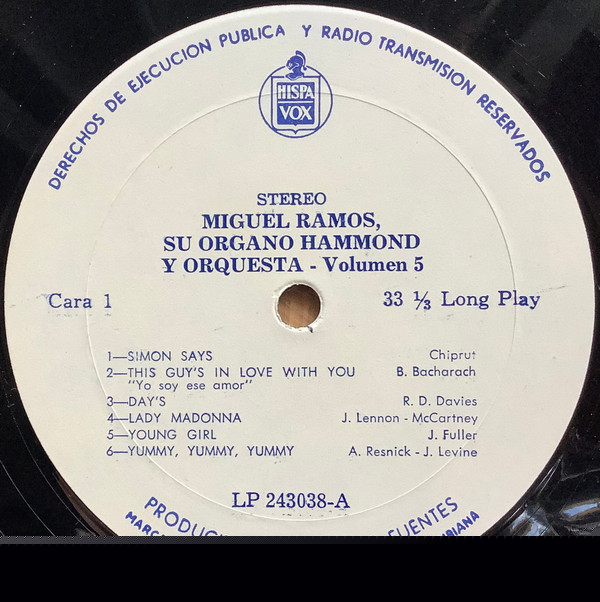 DERECHOS DE EJECUCION PUBLICA Y RADIO TRANSMISION RESERVADOS
HISPA
VOX
STEREO
MIGUEL RAMOS,
SU ORGANO HAMMOND
Y ORQUESTA - Volumen 5
Cara 1
33 ⅓ Long Play
1—SIMON SAYS Chiprut
2—THIS GUY'S IN LOVE WITH YOU B. Bacharach
"Yo soy ese amor"
3—DAY'S R. D. Davies
4—LADY MADONNA J. Lennon - McCartney
5—YOUNG GIRL J. Fuller
6—YUMMY, YUMMY, YUMMY A. Resnick - J. Levine
LP 243038-A
FUENTES